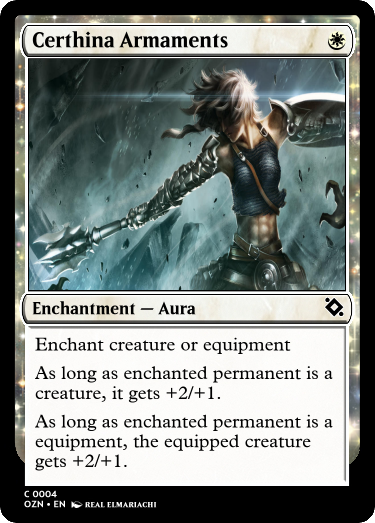 Certhina Armaments
Enchantment — Aura
Enchant creature or equipment
As long as enchanted permanent is a
creature, it gets +2/+1.
As long as enchanted permanent is a
equipment, the equipped creature
gets +2/+1.
C 0004
OZN • EN REAL ELMARIACHI